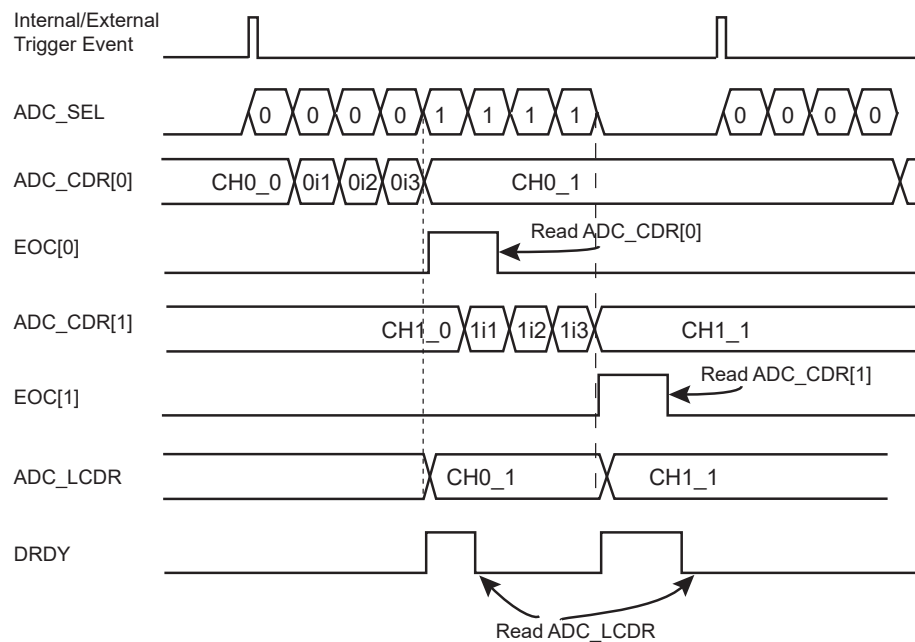 Internal/External
Trigger Event
ADC_SEL 0 0 0 0 1 1 1 1 0 0 0 0
ADC_CDR[0] CH0_0 0i1 0i2 0i3 CH0_1
EOC[0] Read ADC_CDR[0]
ADC_CDR[1] CH1_0 1i1 1i2 1i3 CH1_1
EOC[1] Read ADC_CDR[1]
ADC_LCDR CH0_1 CH1_1
DRDY
Read ADC_LCDR